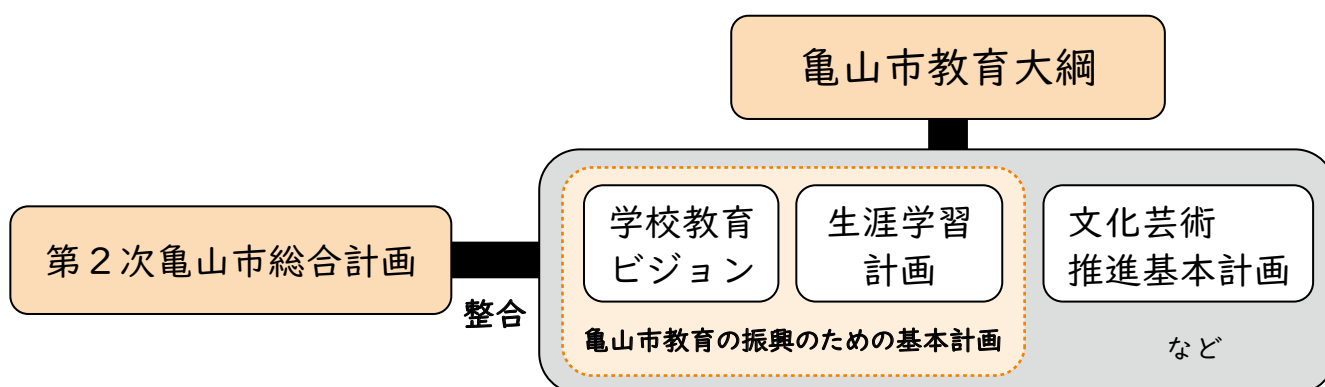 亀山市教育大綱
第２次亀山市総合計画
整合
学校教育
ビジョン
生涯学習
計画
文化芸術
推進基本計画
亀山市教育の振興のための基本計画
など